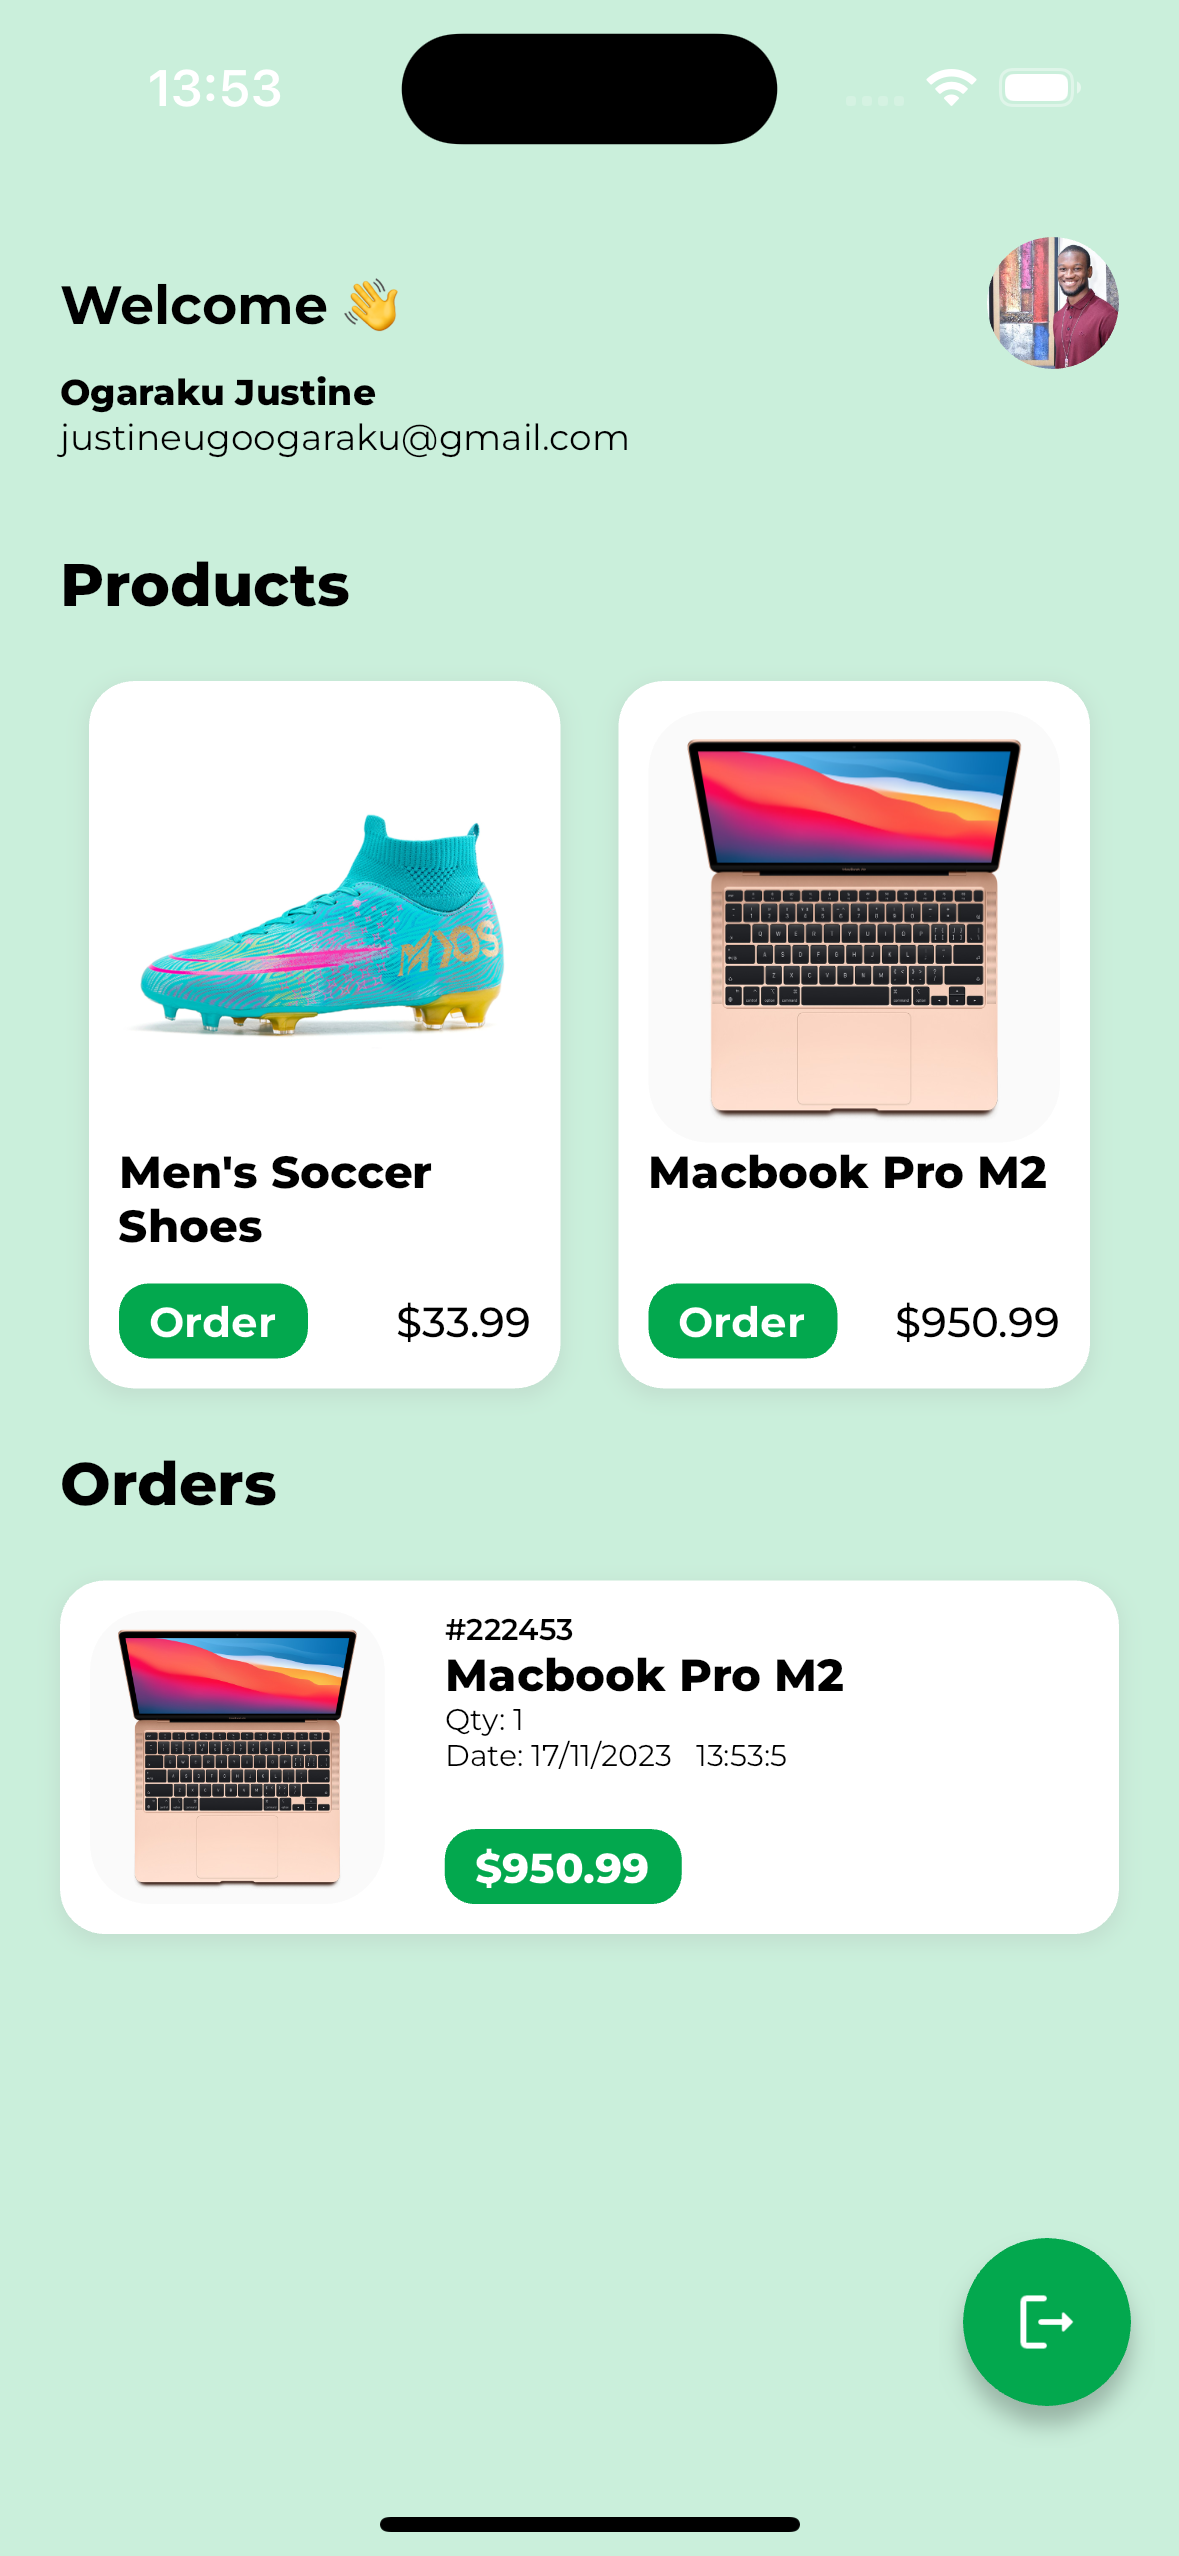 13:53
Welcome 👋
Ogaraku Justine
justineugoogaraku@gmail.com
Products
MYOS
Men's Soccer
Shoes
Order $33.99
Macbook Pro M2
Order $950.99
Orders
#222453
Macbook Pro M2
Qty: 1
Date: 17/11/2023 13:53:5
$950.99